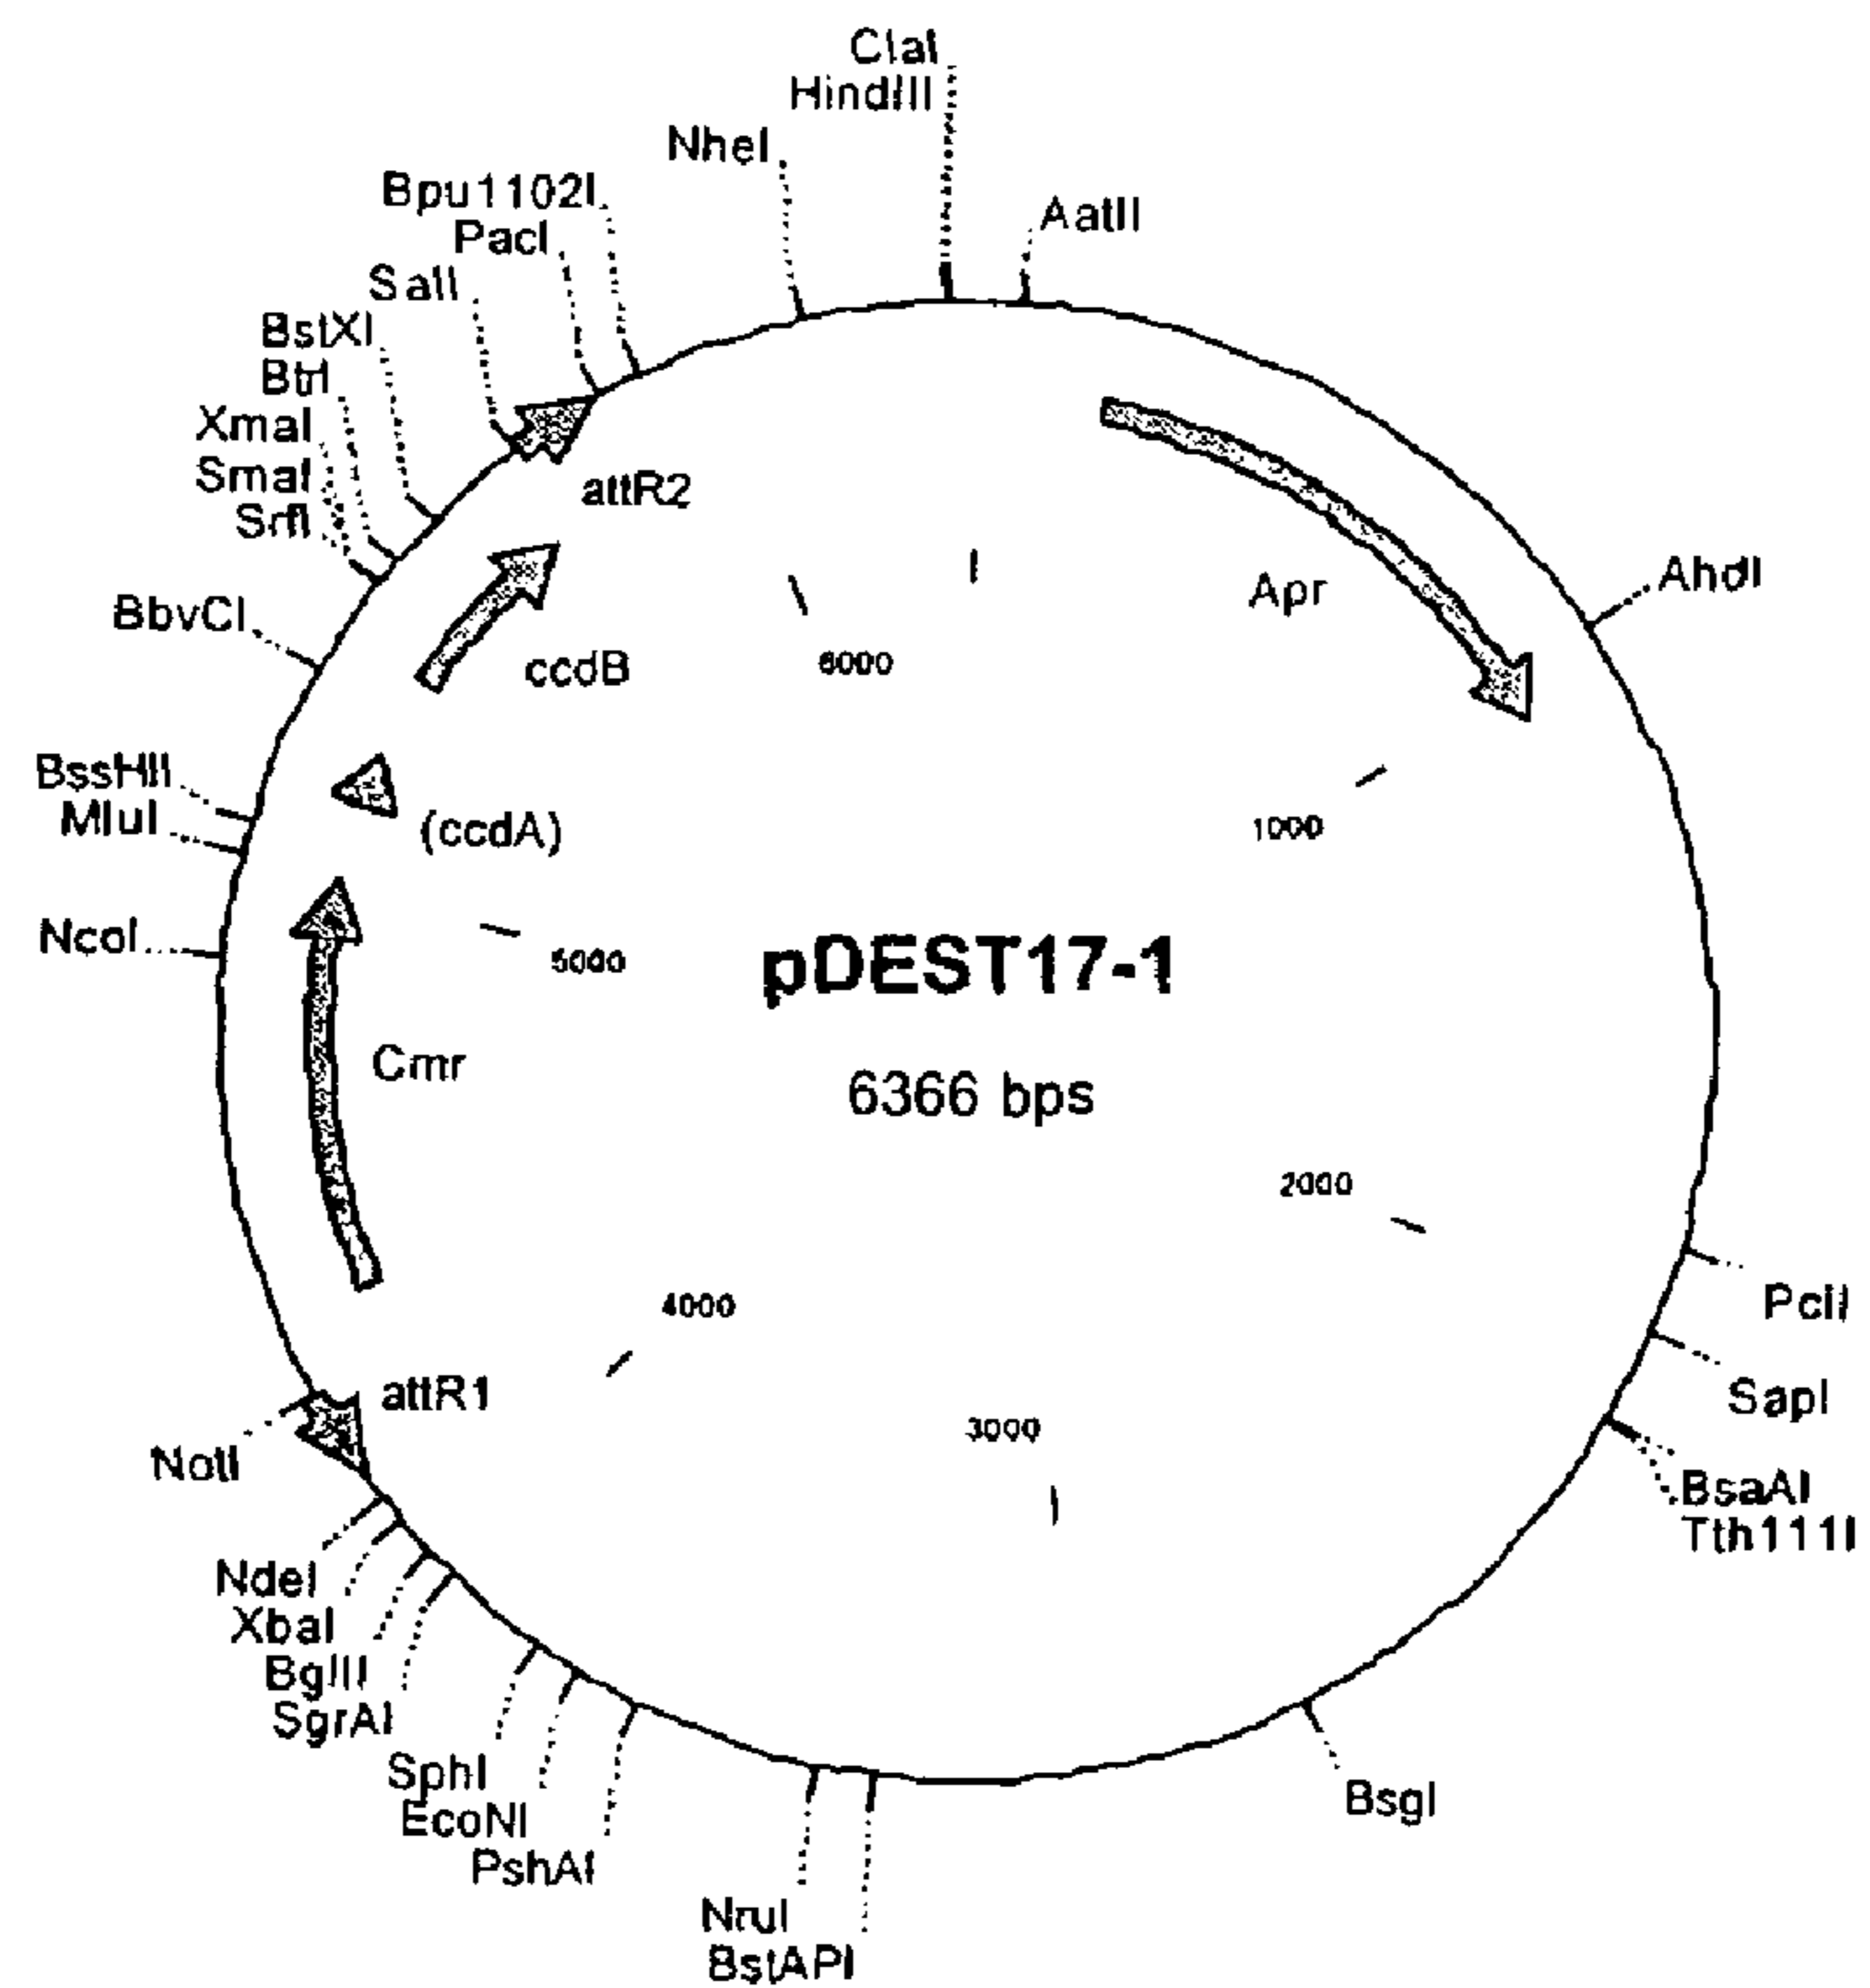 ClaI
HindIII
NheI
AatII
Bpu1102I
PacI
SalI
BstXI
BtrI
XmaI
SmaI
SrfI
attR2
AhdI
Apr
BbvCI
ccdB
6000
BssHII
MluI
(ccdA)
1000
NcoI
5000
pDEST17-1
Cmr
6366 bps
2000
PciI
4000
attR1
SapI
3000
NotI
BsaAI
Tth111I
NdeI
XbaI
BglII
SgrAI
SphI
EcoNI
PshAI
BsgI
NruI
BstAPI